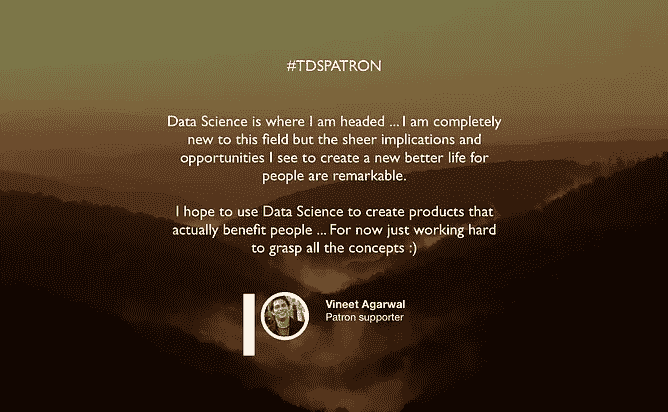 #TDSPATRON
Data Science is where I am headed ... I am completely
new to this field but the sheer implications and
opportunities I see to create a new better life for
people are remarkable.
I hope to use Data Science to create products that
actually benefit people ... For now just working hard
to grasp all the concepts :)
Vineet Agarwal
Patron supporter